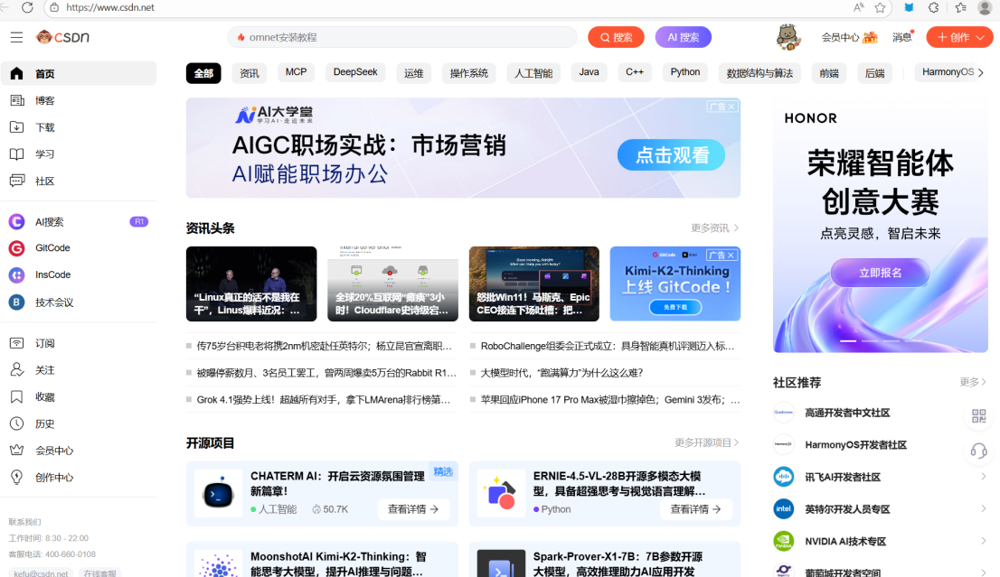 https://www.csdn.net
CSDN
omnet安装教程
搜索
AI 搜索
会员中心
消息
创作
首页
博客
下载
学习
社区
AI搜索
R1
GitCode
InsCode
技术会议
订阅
关注
收藏
历史
会员中心
创作中心
联系我们
工作时间: 8:30 - 22:00
客服电话: 400-660-0108
kefu@csdn.net
在线客服
全部
资讯
MCP
DeepSeek
运维
操作系统
人工智能
Java
C++
Python
数据结构与算法
前端
后端
HarmonyOS
AI大学堂
学习AI·走近未来
广告
AIGC职场实战：市场营销
AI赋能职场办公
点击观看
资讯头条
更多资讯
“Linux真正的活不是我在
干”，Linus爆料近况：...
全球20%互联网“瘫痪”3小
时！Cloudflare史诗级宕...
怒批Win11！马斯克、Epic
CEO接连下场吐槽：把...
广告
GitCode
Kimi-K2-Thinking
上线 GitCode！
免费下载
传75岁台积电老将携2nm机密赴任英特尔；杨立昆官宣离职...
RoboChallenge组委会正式成立：具身智能真机评测迈入标...
被曝停薪数月、3名员工罢工，曾两周爆卖5万台的Rabbit R1...
大模型时代，“跑满算力”为什么这么难?
Grok 4.1强势上线！超越所有对手，拿下LMArena排行榜第...
苹果回应iPhone 17 Pro Max被湿巾擦掉色；Gemini 3发布；...
开源项目
更多开源项目
CHATERM AI：开启云资源氛围管理
新篇章！
精选
人工智能
50.7K
查看详情
ERNIE-4.5-VL-28B开源多模态大模
型，具备超强思考与视觉语言理解...
Python
查看详情
MoonshotAI Kimi-K2-Thinking：智
能思考大模型，提升AI推理与问题...
Spark-Prover-X1-7B：7B参数开源
大模型，高效推理助力AI应用开发
HONOR
荣耀智能体
创意大赛
点亮灵感，智启未来
立即报名
社区推荐
更多
Qualcomm
高通开发者中文社区
HarmonyOS
HarmonyOS开发者社区
讯飞AI开发者社区
intel
英特尔开发人员专区
NVIDIA
NVIDIA AI技术专区
葡萄城开发者空间